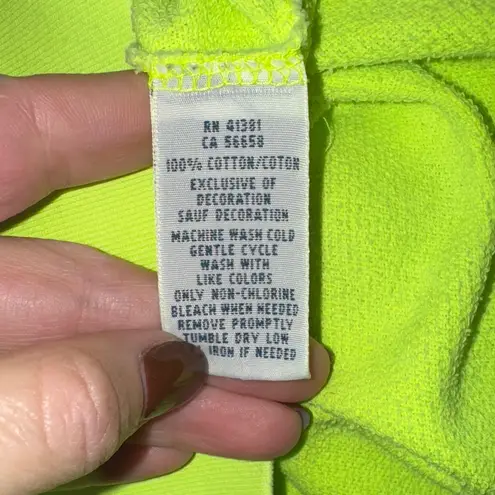 RN 41381
CA 56658
100% COTTON/COTON
EXCLUSIVE OF
DECORATION
SAUF DECORATION
MACHINE WASH COLD
GENTLE CYCLE
WASH WITH
LIKE COLORS
ONLY NON-CHLORINE
BLEACH WHEN NEEDED
REMOVE PROMPTLY
TUMBLE DRY LOW
IRON IF NEEDED